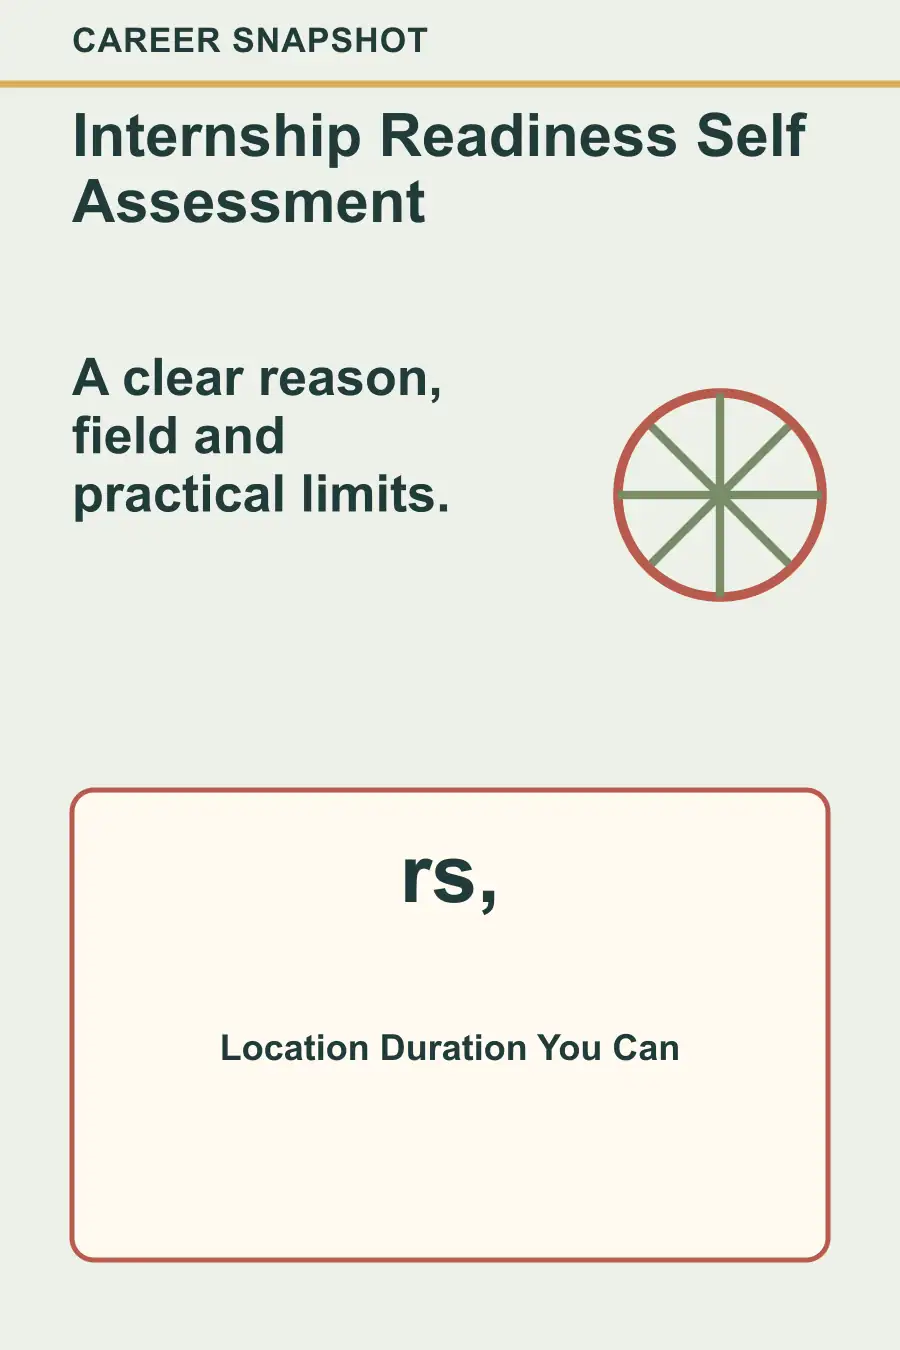 CAREER SNAPSHOT
Internship Readiness Self
Assessment
A clear reason,
field and
practical limits.
rs,
Location Duration You Can